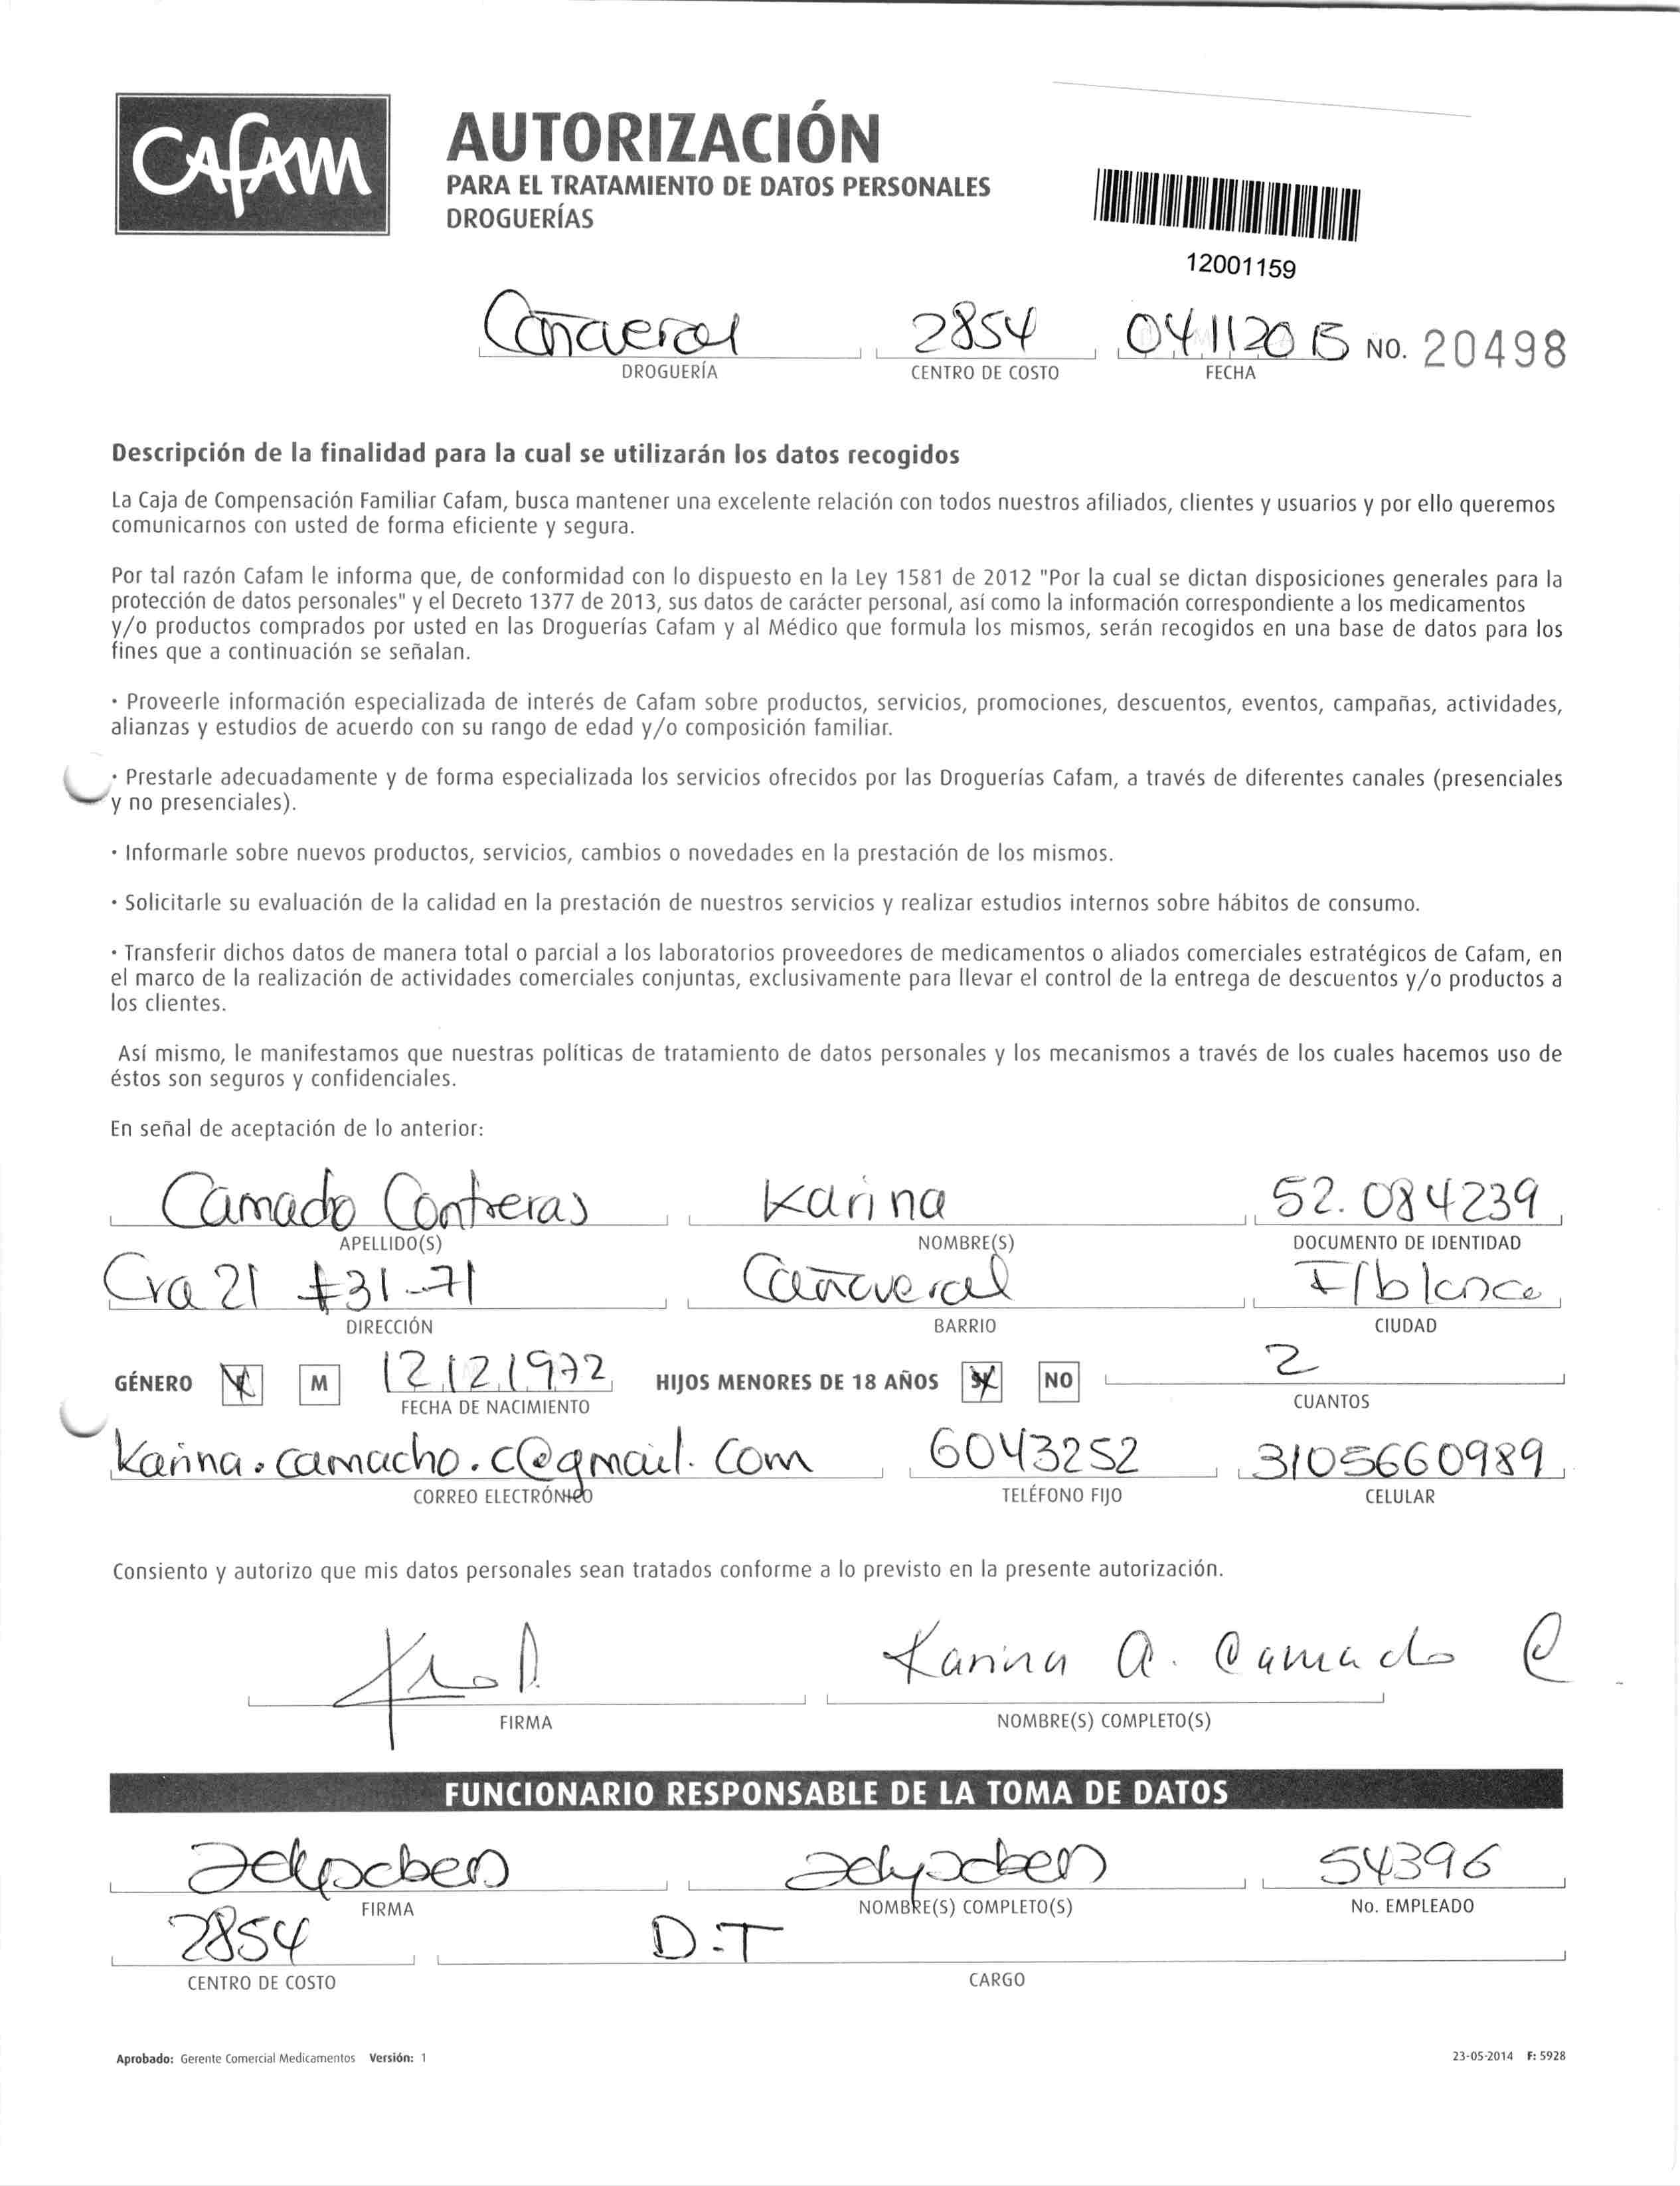 CAFAM
AUTORIZACIÓN
PARA EL TRATAMIENTO DE DATOS PERSONALES
DROGUERÍAS
12001159
Cañaveral 2854 04 11 2015 NO. 20498
DROGUERÍA CENTRO DE COSTO FECHA
Descripción de la finalidad para la cual se utilizarán los datos recogidos
La Caja de Compensación Familiar Cafam, busca mantener una excelente relación con todos nuestros afiliados, clientes y usuarios y por ello queremos
comunicarnos con usted de forma eficiente y segura.
Por tal razón Cafam le informa que, de conformidad con lo dispuesto en la Ley 1581 de 2012 "Por la cual se dictan disposiciones generales para la
protección de datos personales" y el Decreto 1377 de 2013, sus datos de carácter personal, así como la información correspondiente a los medicamentos
y/o productos comprados por usted en las Droguerías Cafam y al Médico que formula los mismos, serán recogidos en una base de datos para los
fines que a continuación se señalan.
· Proveerle información especializada de interés de Cafam sobre productos, servicios, promociones, descuentos, eventos, campañas, actividades,
alianzas y estudios de acuerdo con su rango de edad y/o composición familiar.
· Prestarle adecuadamente y de forma especializada los servicios ofrecidos por las Droguerías Cafam, a través de diferentes canales (presenciales
y no presenciales).
· Informarle sobre nuevos productos, servicios, cambios o novedades en la prestación de los mismos.
· Solicitarle su evaluación de la calidad en la prestación de nuestros servicios y realizar estudios internos sobre hábitos de consumo.
· Transferir dichos datos de manera total o parcial a los laboratorios proveedores de medicamentos o aliados comerciales estratégicos de Cafam, en
el marco de la realización de actividades comerciales conjuntas, exclusivamente para llevar el control de la entrega de descuentos y/o productos a
los clientes.
Así mismo, le manifestamos que nuestras políticas de tratamiento de datos personales y los mecanismos a través de los cuales hacemos uso de
éstos son seguros y confidenciales.
En señal de aceptación de lo anterior:
Camacho Contreras Karina 52.084239
APELLIDO(S) NOMBRE(S) DOCUMENTO DE IDENTIDAD
Cra 21 #31-71 Cañaveral F/blanca
DIRECCIÓN BARRIO CIUDAD
GÉNERO F M 12 12 1972 HIJOS MENORES DE 18 AÑOS SI NO 2
FECHA DE NACIMIENTO CUANTOS
karina.camacho.c@gmail.com 6043252 3105660989
CORREO ELECTRÓNICO TELÉFONO FIJO CELULAR
Consiento y autorizo que mis datos personales sean tratados conforme a lo previsto en la presente autorización.
Karina A. Camacho C
FIRMA NOMBRE(S) COMPLETO(S)
FUNCIONARIO RESPONSABLE DE LA TOMA DE DATOS
54396
FIRMA NOMBRE(S) COMPLETO(S) No. EMPLEADO
2854 D.T
CENTRO DE COSTO CARGO
Aprobado: Gerente Comercial Medicamentos Versión: 1 23-05-2014 F: 5928